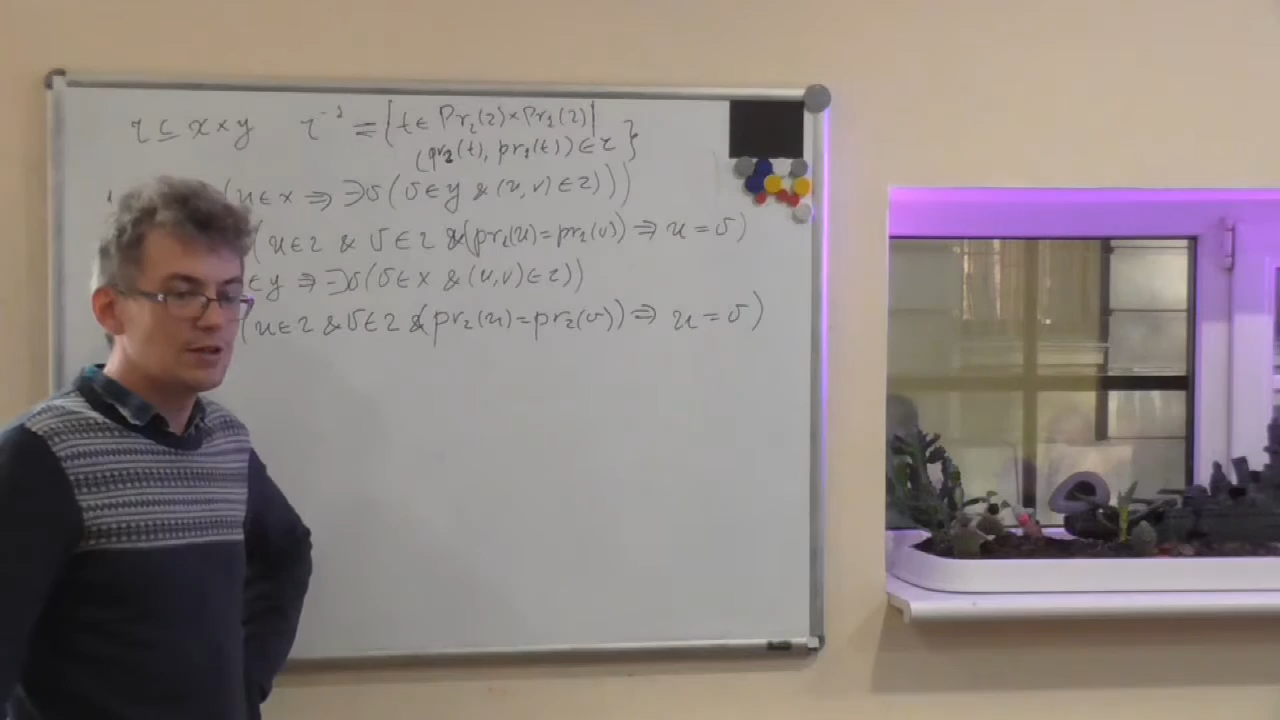 r ⊆ x × y   r⁻¹ = {t ∈ Pr₂(r) × Pr₁(r) |
(pr₂(t), pr₁(t)) ∈ r }
(u ∈ x ⇒ ∃v (v ∈ y & (u, v) ∈ r)))
(u ∈ r & v ∈ r & (pr₁(u) = pr₁(v)) ⇒ u = v)
∈ y ⇒ ∃v (v ∈ x & (u, v) ∈ r))
(u ∈ r & v ∈ r & (pr₂(u) = pr₂(v)) ⇒ u = v)